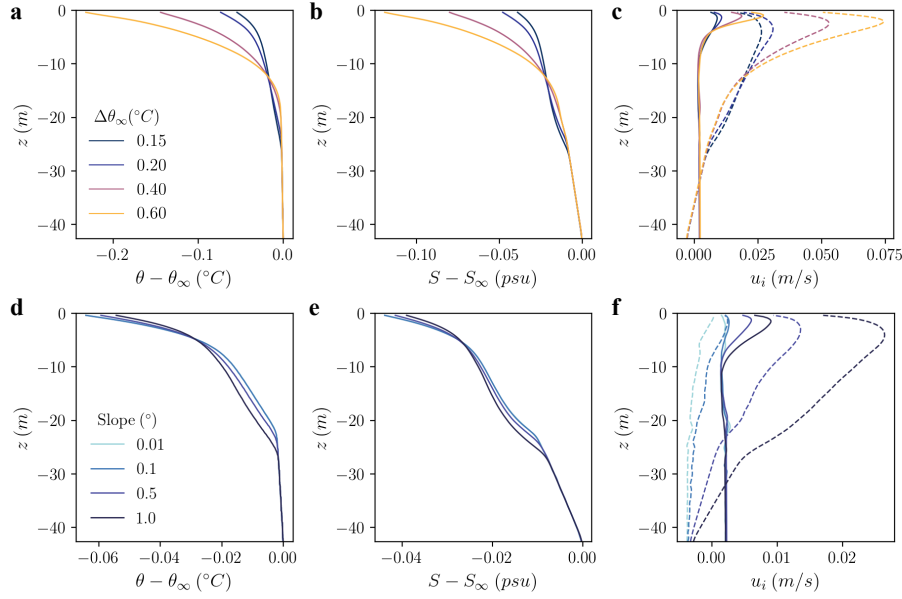 a
b
c
0
−10
−20
−30
−40
z (m)
Δθ∞(°C)
0.15
0.20
0.40
0.60
−0.2
−0.1
0.0
θ − θ∞ (°C)
0
−10
−20
−30
−40
z (m)
−0.10
−0.05
0.00
S − S∞ (psu)
0
−10
−20
−30
−40
z (m)
0.000
0.025
0.050
0.075
u_i (m/s)
d
e
f
0
−10
−20
−30
−40
z (m)
Slope (°)
0.01
0.1
0.5
1.0
−0.06
−0.04
−0.02
0.00
θ − θ∞ (°C)
0
−10
−20
−30
−40
z (m)
−0.04
−0.02
0.00
S − S∞ (psu)
0
−10
−20
−30
−40
z (m)
0.00
0.01
0.02
u_i (m/s)